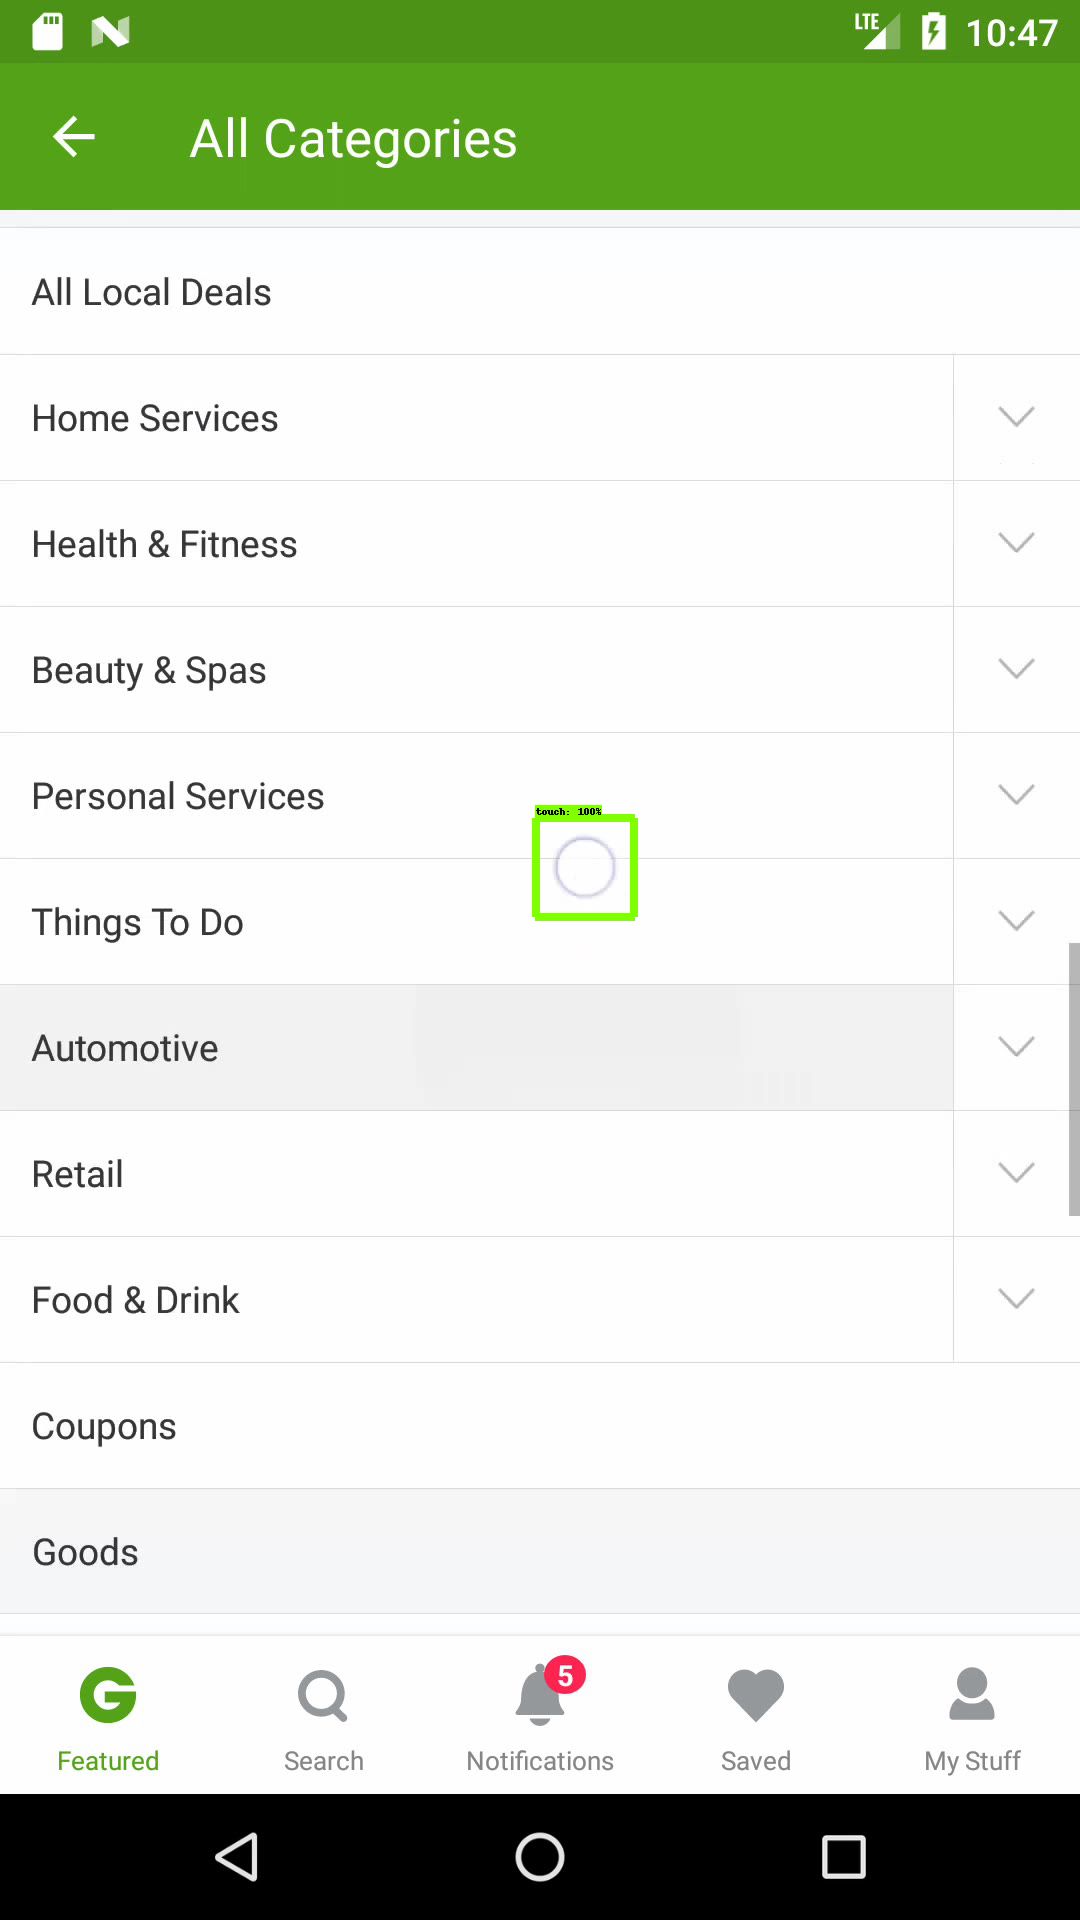 LTE 10:47
All Categories
All Local Deals
Home Services
Health & Fitness
Beauty & Spas
Personal Services
touch: 100%
Things To Do
Automotive
Retail
Food & Drink
Coupons
Goods
5
Featured Search Notifications Saved My Stuff